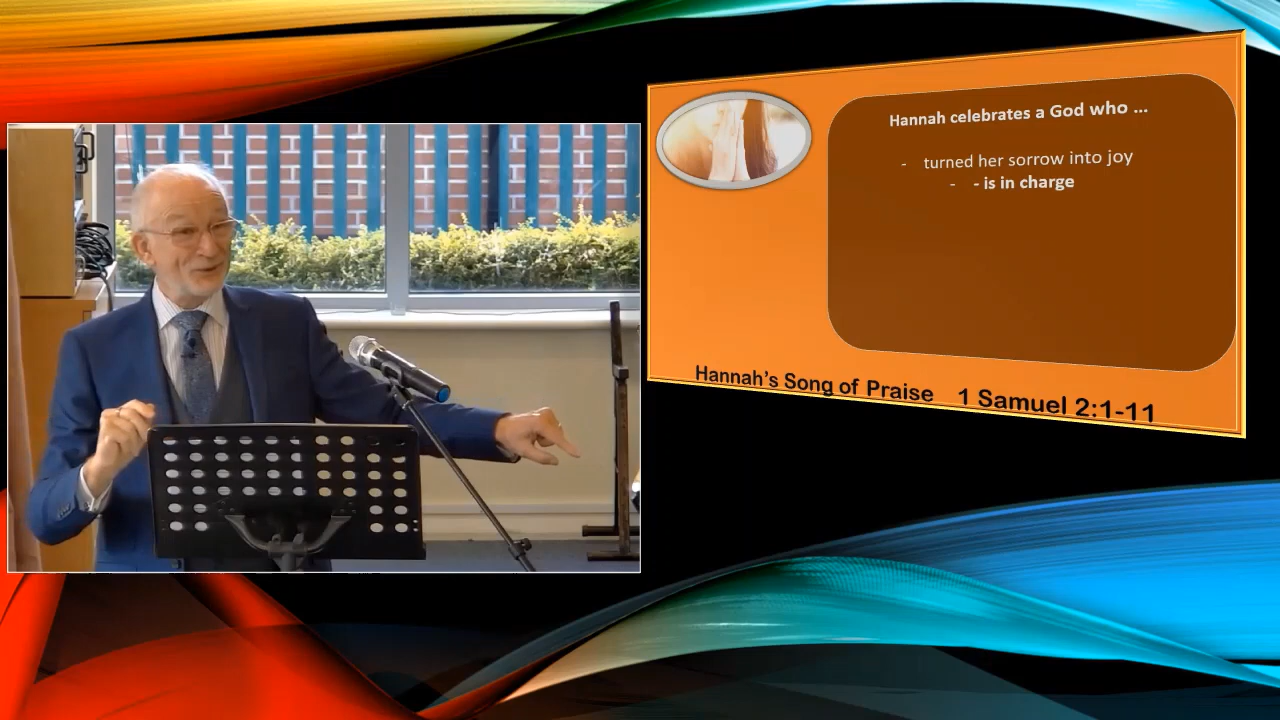 Hannah celebrates a God who ...
- turned her sorrow into joy
- - is in charge
Hannah's Song of Praise 1 Samuel 2:1-11